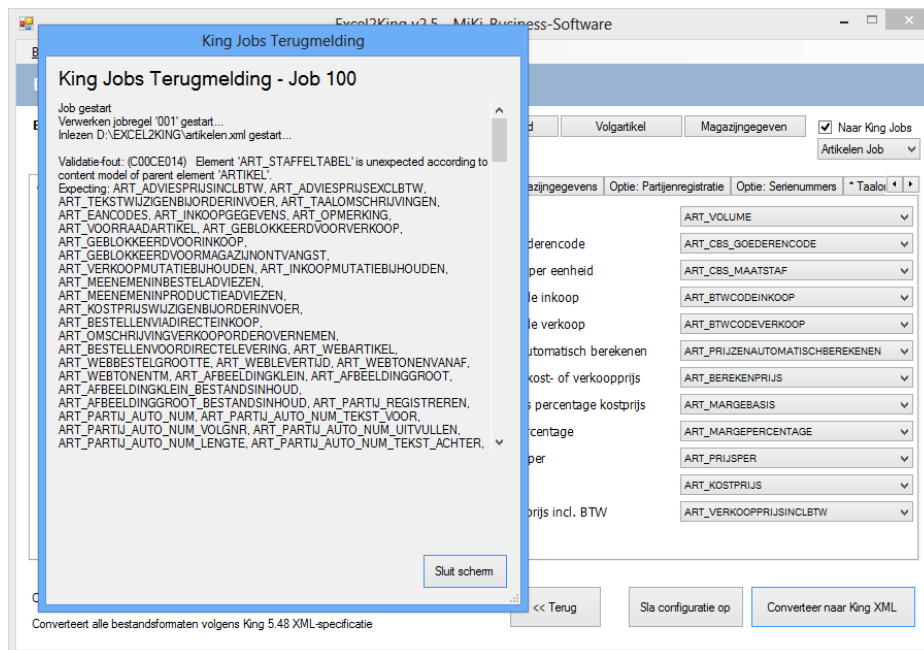 Excel2King v2.5 - MiKi Business-Software
King Jobs Terugmelding
King Jobs Terugmelding - Job 100
Job gestart
Verwerken jobregel '001' gestart...
Inlezen D:\EXCEL2KING\artikelen.xml gestart...
Validatie-fout: (C00CE014) Element 'ART_STAFFELTABEL' is unexpected according to
content model of parent element 'ARTIKEL'.
Expecting: ART_ADVIESPRIJSINCLBTW, ART_ADVIESPRIJSEXCLBTW,
ART_TEKSTWIJZIGENBIJORDERINVOER, ART_TAALOMSCHRIJVINGEN,
ART_EANCODES, ART_INKOOPGEGEVENS, ART_OPMERKING,
ART_VOORRAADARTIKEL, ART_GEBLOKKEERDVOORVERKOOP,
ART_GEBLOKKEERDVOORINKOOP,
ART_GEBLOKKEERDVOORMAGAZIJNONTVANGST,
ART_VERKOOPMUTATIEBIJHOUDEN, ART_INKOOPMUTATIEBIJHOUDEN,
ART_MEENEMENINBESTELADVIEZEN,
ART_MEENEMENINPRODUCTIEADVIEZEN,
ART_KOSTPRIJSWIJZIGENBIJORDERINVOER,
ART_BESTELLENVIADIRECTEINKOOP,
ART_OMSCHRIJVINGVERKOOPORDEROVERNEMEN,
ART_BESTELLENVOORDIRECTELEVERING, ART_WEBARTIKEL,
ART_WEBBESTELGROOTTE, ART_WEBLEVERTIJD, ART_WEBTONENVANAF,
ART_WEBTONENTM, ART_AFBEELDINGKLEIN, ART_AFBEELDINGGROOT,
ART_AFBEELDINGKLEIN_BESTANDSINHOUD,
ART_AFBEELDINGGROOT_BESTANDSINHOUD, ART_PARTIJ_REGISTREREN,
ART_PARTIJ_AUTO_NUM, ART_PARTIJ_AUTO_NUM_TEKST_VOOR,
ART_PARTIJ_AUTO_NUM_VOLGNR, ART_PARTIJ_AUTO_NUM_UITVULLEN,
ART_PARTIJ_AUTO_NUM_LENGTE, ART_PARTIJ_AUTO_NUM_TEKST_ACHTER,
Sluit scherm
d Volgartikel Magazijngegeven Naar King Jobs
Artikelen Job
azijngegevens Optie: Partijenregistratie Optie: Serienummers * Taalo
ART_VOLUME
derencode ART_CBS_GOEDERENCODE
per eenheid ART_CBS_MAATSTAF
de inkoop ART_BTWCODEINKOOP
de verkoop ART_BTWCODEVERKOOP
utomatisch berekenen ART_PRIJZENAUTOMATISCHBEREKENEN
kost- of verkoopprijs ART_BEREKENPRIJS
s percentage kostprijs ART_MARGEBASIS
rcentage ART_MARGEPERCENTAGE
per ART_PRIJSPER
ART_KOSTPRIJS
prijs incl. BTW ART_VERKOOPPRIJSINCLBTW
<< Terug Sla configuratie op Converteer naar King XML
Converteert alle bestandsformaten volgens King 5.48 XML-specificatie